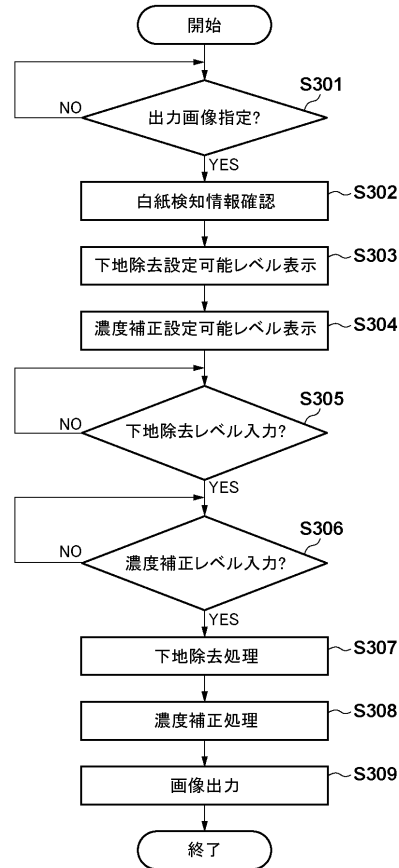 開始
S301
出力画像指定?
NO
YES
白紙検知情報確認
S302
下地除去設定可能レベル表示
S303
濃度補正設定可能レベル表示
S304
S305
NO
下地除去レベル入力?
YES
S306
NO
濃度補正レベル入力?
YES
下地除去処理
S307
濃度補正処理
S308
画像出力
S309
終了